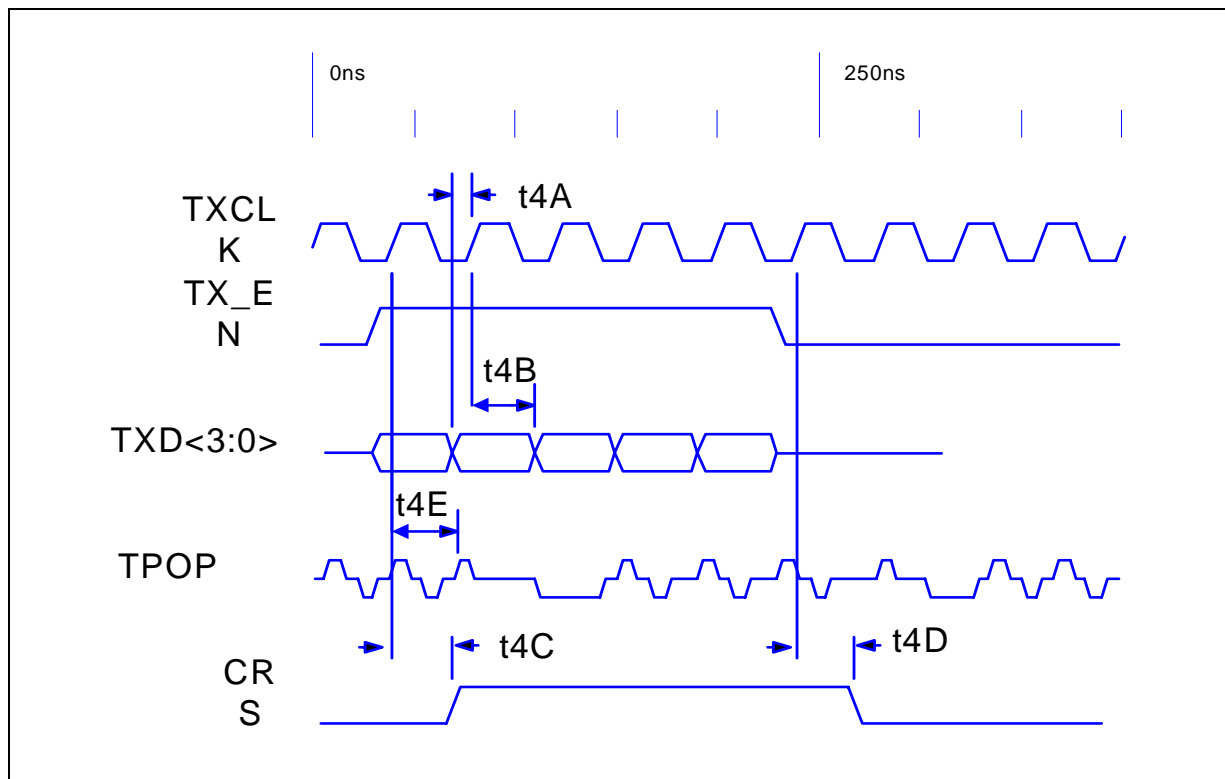 0ns
250ns
t4A
TXCL
K
TX_E
N
t4B
TXD<3:0>
t4E
TPOP
t4C
t4D
CR
S